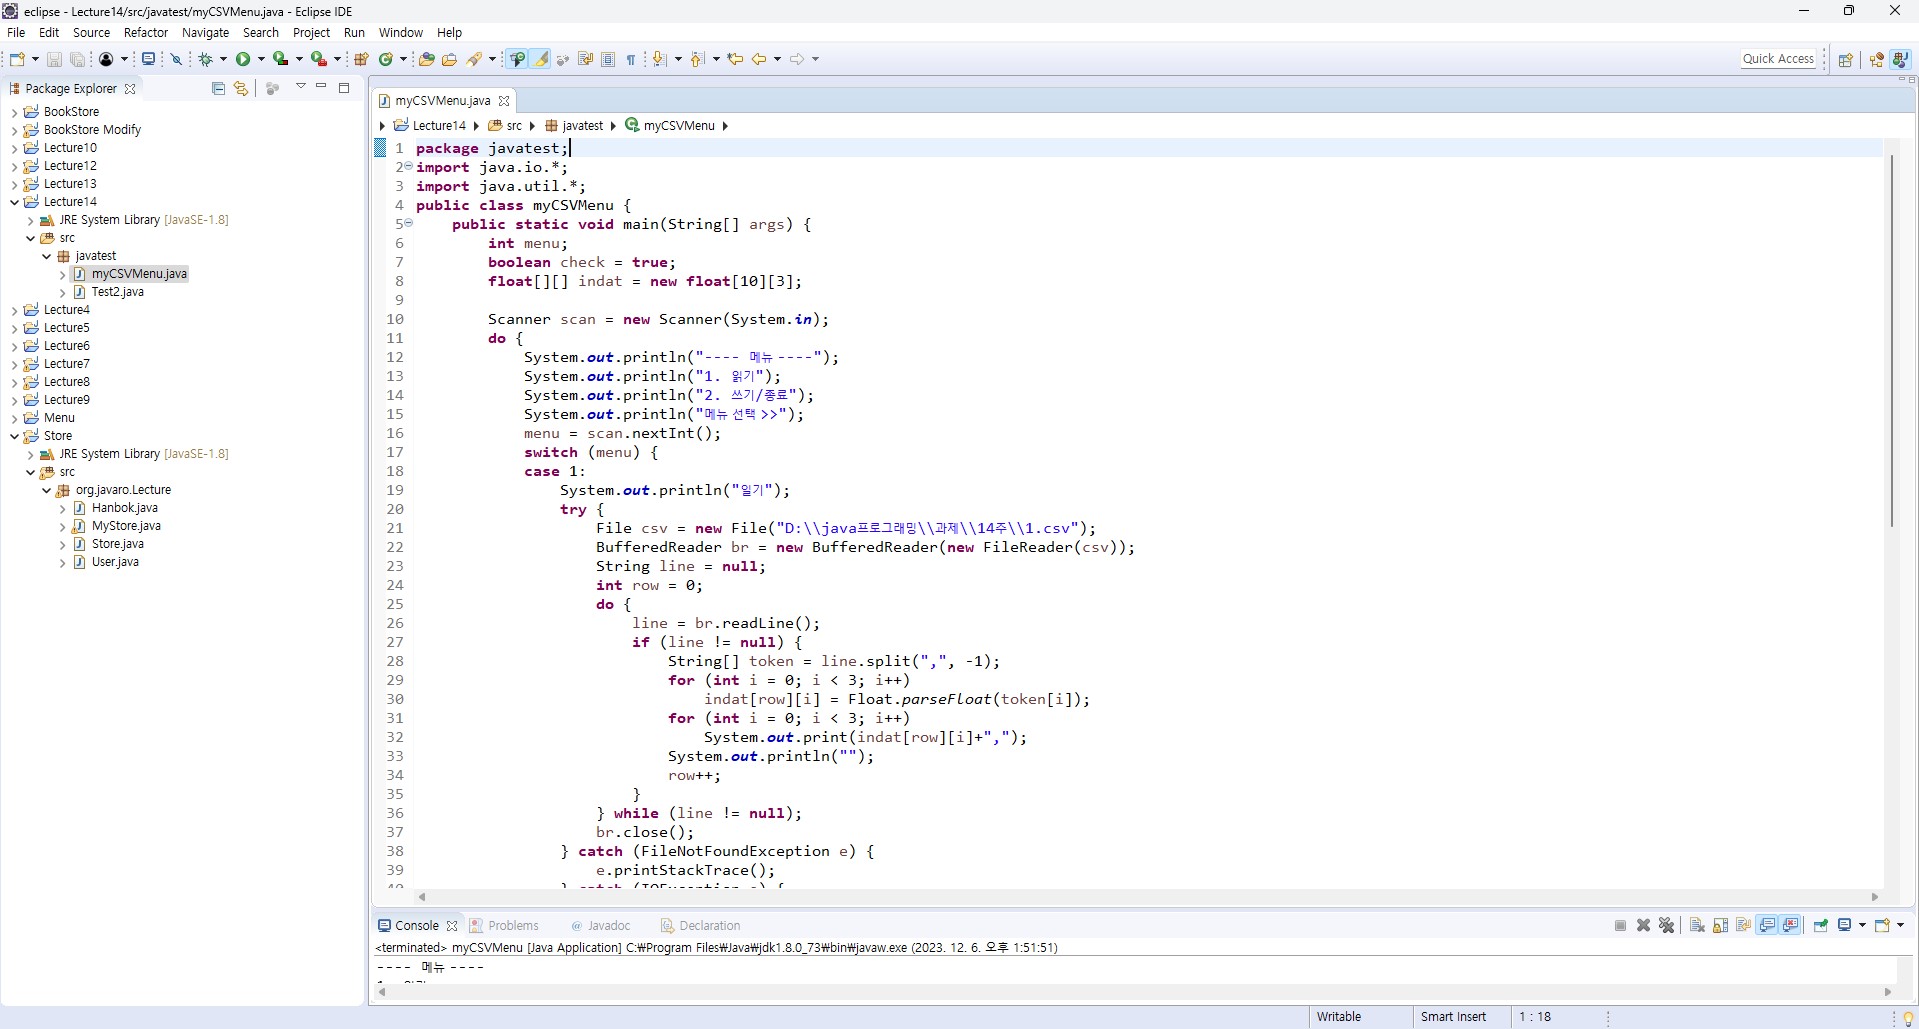 eclipse - Lecture14/src/javatest/myCSVMenu.java - Eclipse IDE
File Edit Source Refactor Navigate Search Project Run Window Help
Quick Access
Package Explorer
BookStore
BookStore Modify
Lecture10
Lecture12
Lecture13
Lecture14
JRE System Library [JavaSE-1.8]
src
javatest
myCSVMenu.java
Test2.java
Lecture4
Lecture5
Lecture6
Lecture7
Lecture8
Lecture9
Menu
Store
JRE System Library [JavaSE-1.8]
src
org.javaro.Lecture
Hanbok.java
MyStore.java
Store.java
User.java
myCSVMenu.java
Lecture14 src javatest myCSVMenu
1 package javatest;
2 import java.io.*;
3 import java.util.*;
4 public class myCSVMenu {
5 public static void main(String[] args) {
6 int menu;
7 boolean check = true;
8 float[][] indat = new float[10][3];
9
10 Scanner scan = new Scanner(System.in);
11 do {
12 System.out.println("---- 메뉴 ----");
13 System.out.println("1. 읽기");
14 System.out.println("2. 쓰기/종료");
15 System.out.println("메뉴 선택 >>");
16 menu = scan.nextInt();
17 switch (menu) {
18 case 1:
19 System.out.println("일기");
20 try {
21 File csv = new File("D:\\java프로그래밍\\과제\\14주\\1.csv");
22 BufferedReader br = new BufferedReader(new FileReader(csv));
23 String line = null;
24 int row = 0;
25 do {
26 line = br.readLine();
27 if (line != null) {
28 String[] token = line.split(",", -1);
29 for (int i = 0; i < 3; i++)
30 indat[row][i] = Float.parseFloat(token[i]);
31 for (int i = 0; i < 3; i++)
32 System.out.print(indat[row][i]+",");
33 System.out.println("");
34 row++;
35 }
36 } while (line != null);
37 br.close();
38 } catch (FileNotFoundException e) {
39 e.printStackTrace();
40 } catch (IOException e) {
Console Problems @ Javadoc Declaration
<terminated> myCSVMenu [Java Application] C:₩Program Files₩Java₩jdk1.8.0_73₩bin₩javaw.exe (2023. 12. 6. 오후 1:51:51)
---- 메뉴 ----
Writable Smart Insert 1 : 18